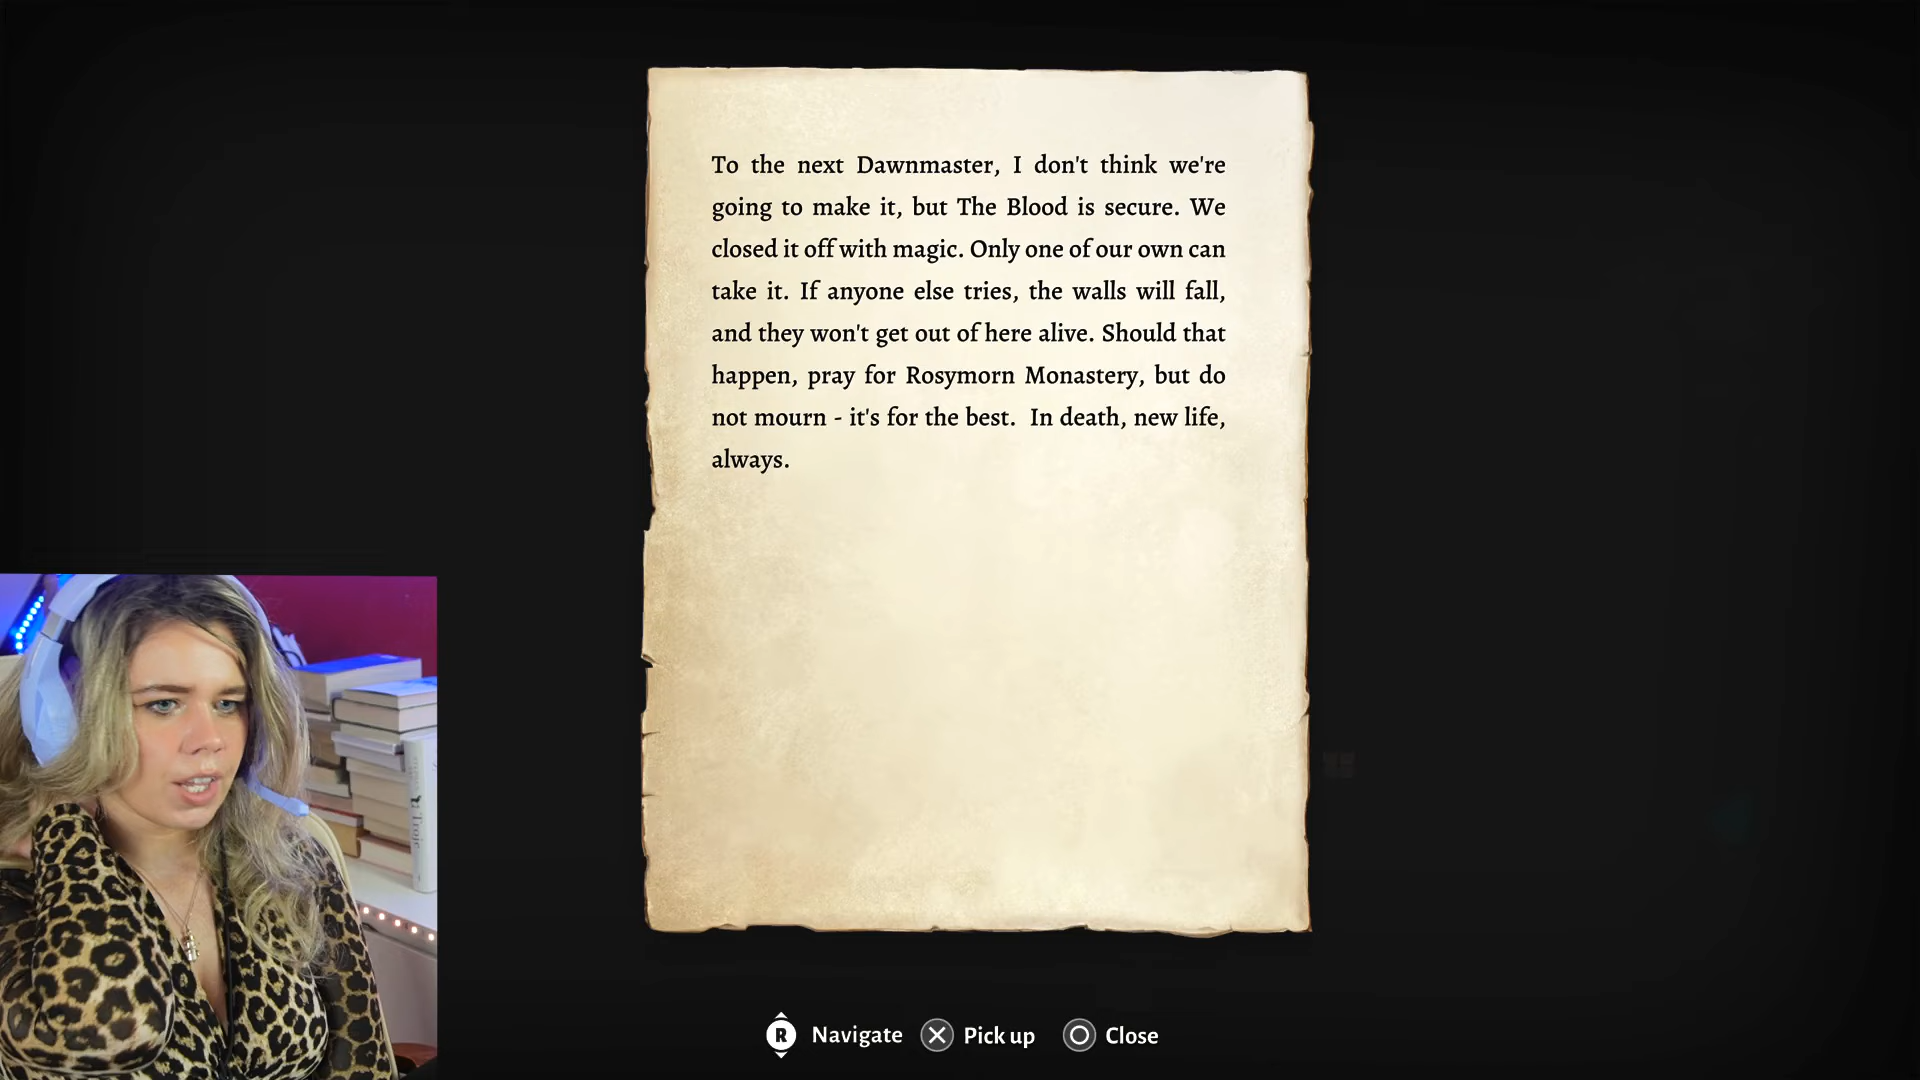 To the next Dawnmaster, I don't think we're
going to make it, but The Blood is secure. We
closed it off with magic. Only one of our own can
take it. If anyone else tries, the walls will fall,
and they won't get out of here alive. Should that
happen, pray for Rosymorn Monastery, but do
not mourn - it's for the best.  In death, new life,
always.
Troje
R Navigate
Pick up
Close